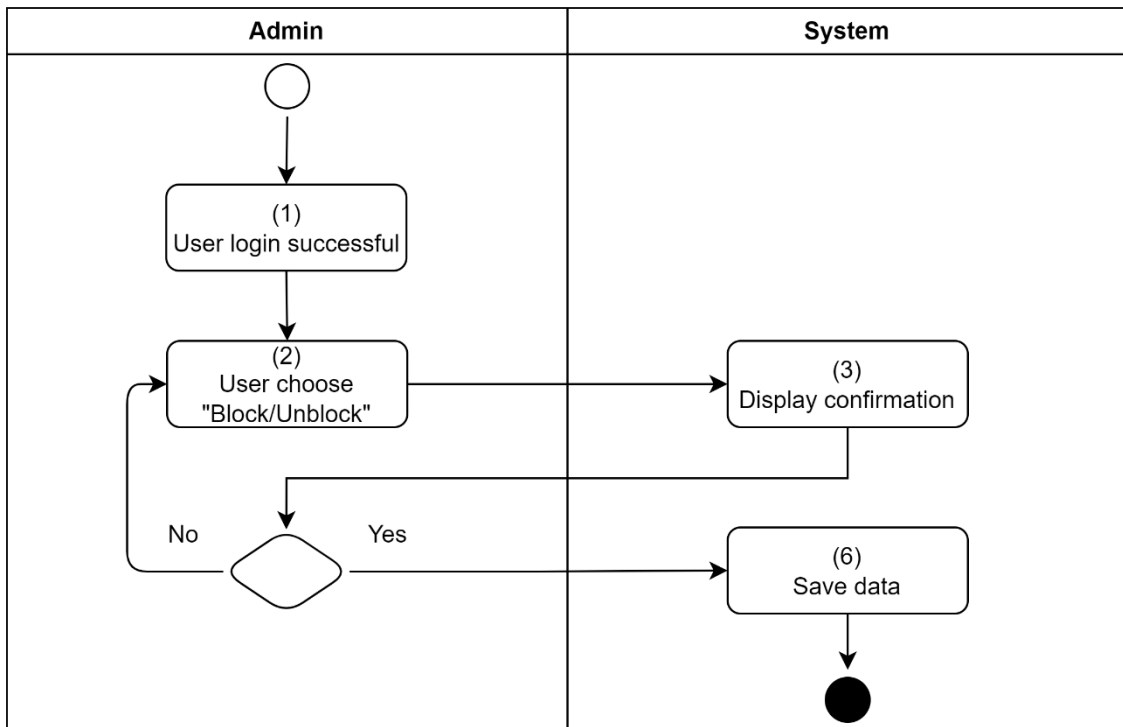 Admin
System
(1)
User login successful
(2)
User choose
"Block/Unblock"
(3)
Display confirmation
No
Yes
(6)
Save data